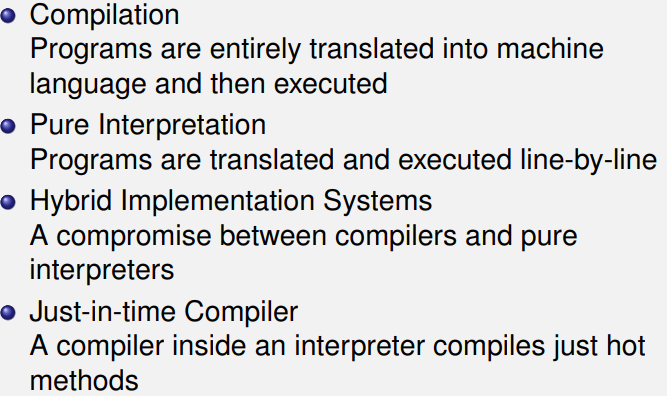 Compilation
Programs are entirely translated into machine
language and then executed
Pure Interpretation
Programs are translated and executed line-by-line
Hybrid Implementation Systems
A compromise between compilers and pure
interpreters
Just-in-time Compiler
A compiler inside an interpreter compiles just hot
methods